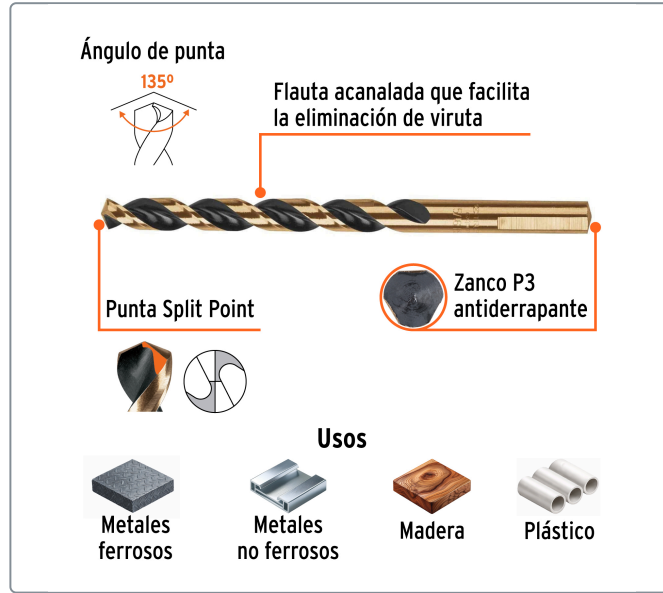 Ángulo de punta
135º
Flauta acanalada que facilita
la eliminación de viruta
Punta Split Point
Zanco P3
antiderrapante
Usos
Metales
ferrosos
Metales
no ferrosos
Madera
Plástico